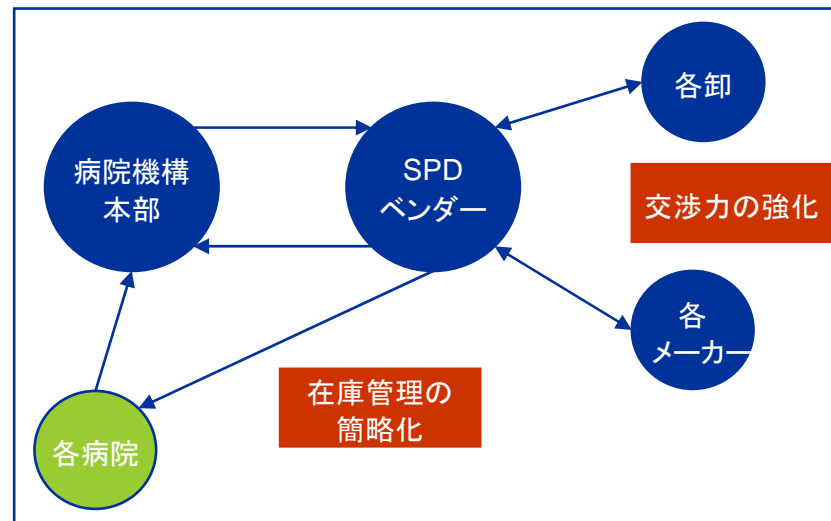 各卸
病院機構
本部
SPD
ベンダー
交渉力の強化
各
メーカー
在庫管理の
簡略化
各病院